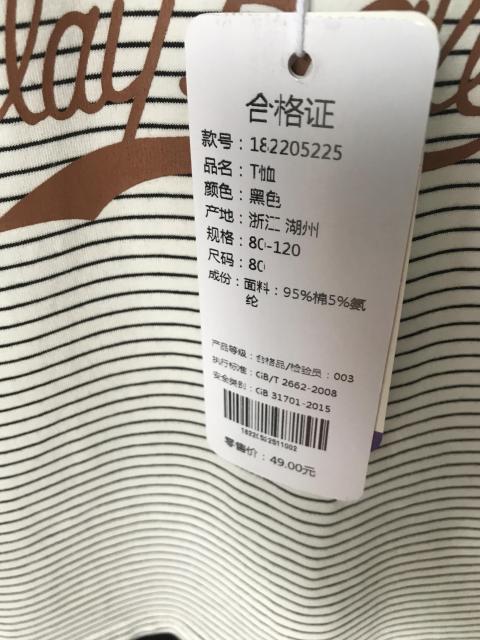 合格证
款号：182205225
品名：T恤
颜色：黑色
产地：浙江 湖州
规格：80-120
尺码：80
成份：面料：95%棉5%氨
纶
产品等级：合格品/检验员：003
执行标准：GB/T 2662-2008
安全类别：GB 31701-2015
零售价：49.00元